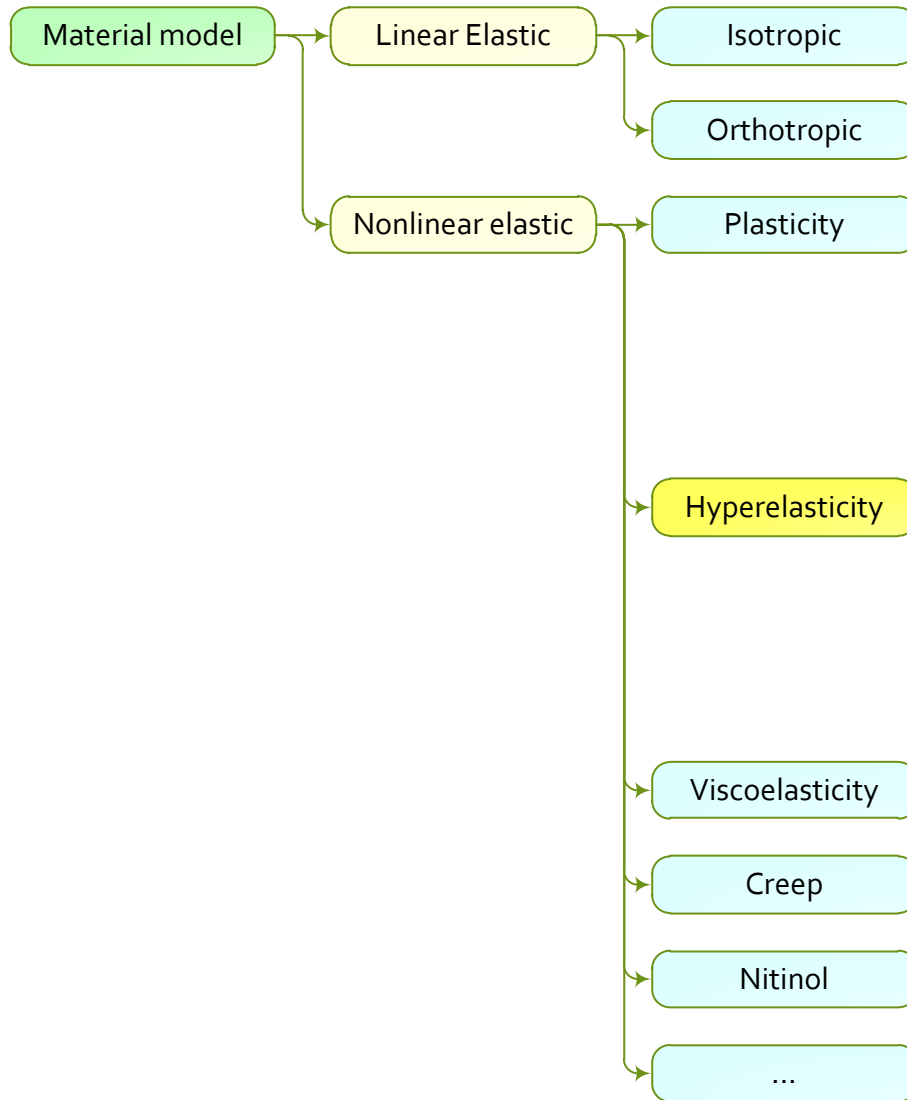 Material model
Linear Elastic
Isotropic
Orthotropic
Nonlinear elastic
Plasticity
Hyperelasticity
Viscoelasticity
Creep
Nitinol
...